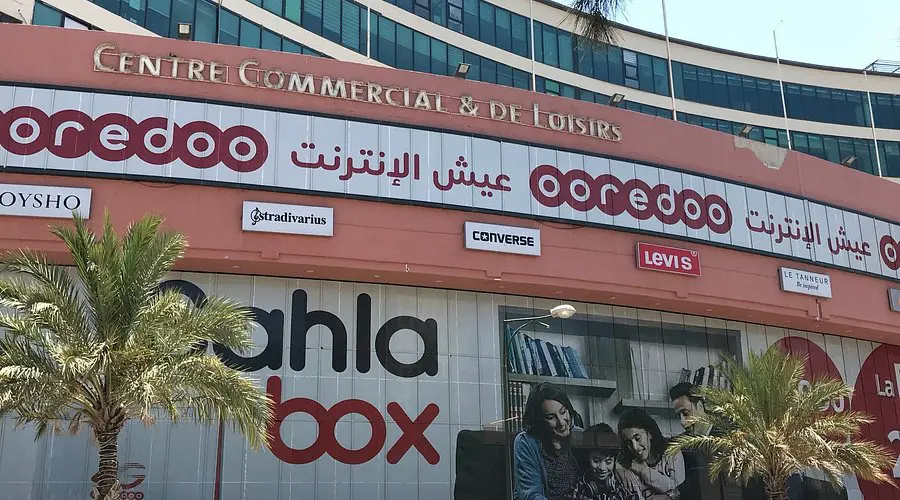 CENTRE COMMERCIAL & DE LOISIRS
ooredoo عيش الإنترنت ooredoo عيش الإنترنت
OYSHO
Stradivarius
CONVERSE
LEVI'S
LE TANNEUR
Be inspired
ahla
box
La